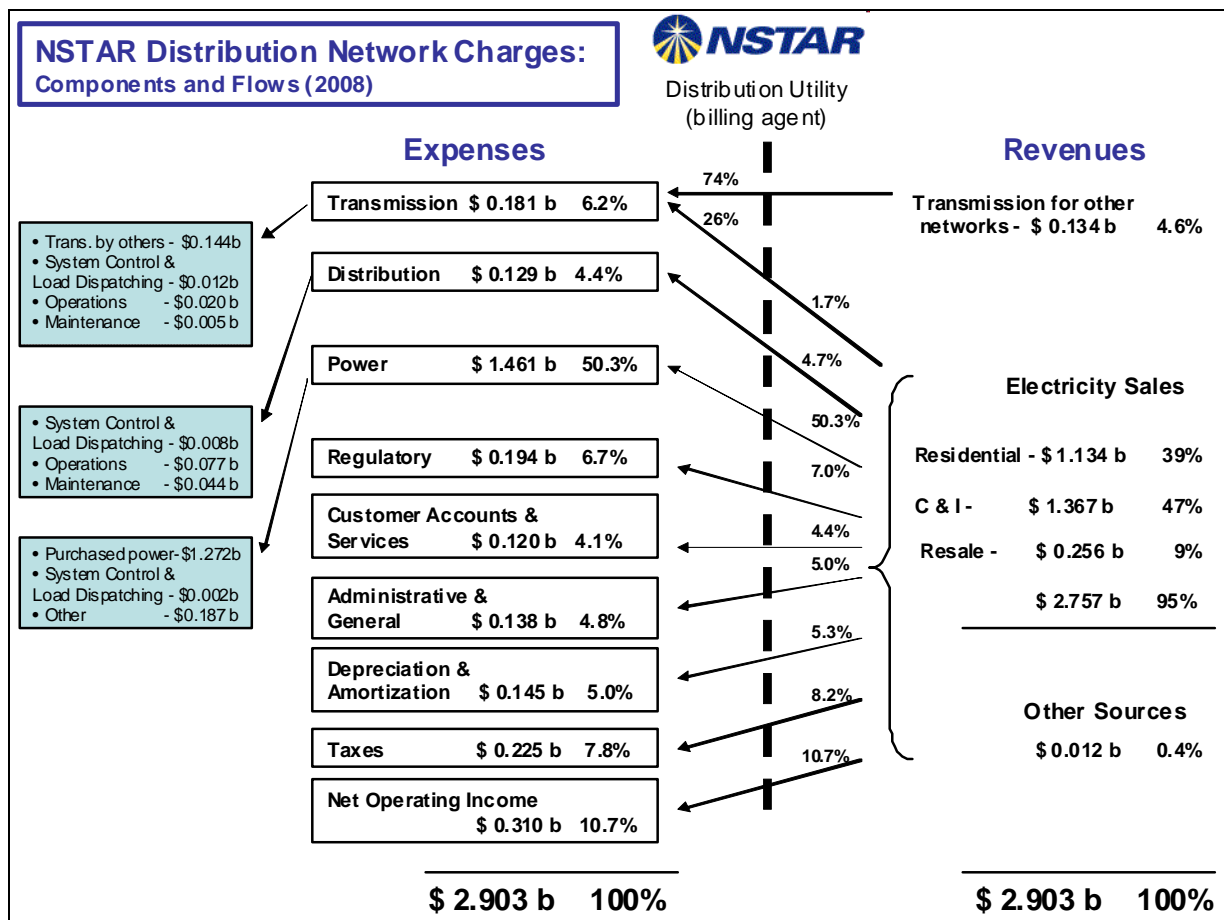 NSTAR Distribution Network Charges:
Components and Flows (2008)
NSTAR
Distribution Utility
(billing agent)
Expenses
Revenues
Transmission $ 0.181 b 6.2%
Distribution $ 0.129 b 4.4%
Power $ 1.461 b 50.3%
Regulatory $ 0.194 b 6.7%
Customer Accounts &
Services $ 0.120 b 4.1%
Administrative &
General $ 0.138 b 4.8%
Depreciation &
Amortization $ 0.145 b 5.0%
Taxes $ 0.225 b 7.8%
Net Operating Income
$ 0.310 b 10.7%
$ 2.903 b 100%
• Trans. by others - $0.144b
• System Control &
Load Dispatching - $0.012b
• Operations - $0.020 b
• Maintenance - $0.005 b
• System Control &
Load Dispatching - $0.008b
• Operations - $0.077 b
• Maintenance - $0.044 b
• Purchased power- $1.272b
• System Control &
Load Dispatching - $0.002b
• Other - $0.187 b
74%
26%
1.7%
4.7%
50.3%
7.0%
4.4%
5.0%
5.3%
8.2%
10.7%
Transmission for other
networks - $ 0.134 b 4.6%
Electricity Sales
Residential - $ 1.134 b 39%
C & I - $ 1.367 b 47%
Resale - $ 0.256 b 9%
$ 2.757 b 95%
Other Sources
$ 0.012 b 0.4%
$ 2.903 b 100%